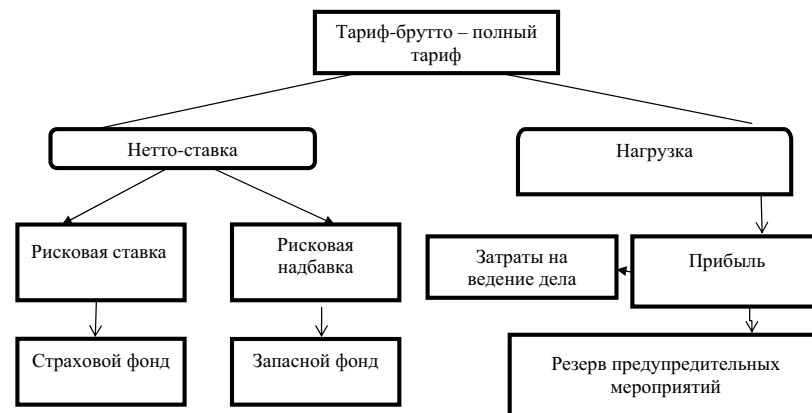 Тариф-брутто – полный
тариф
Нетто-ставка
Нагрузка
Рисковая ставка
Рисковая
надбавка
Затраты на
ведение дела
Прибыль
Страховой фонд
Запасной фонд
Резерв предупредительных
мероприятий